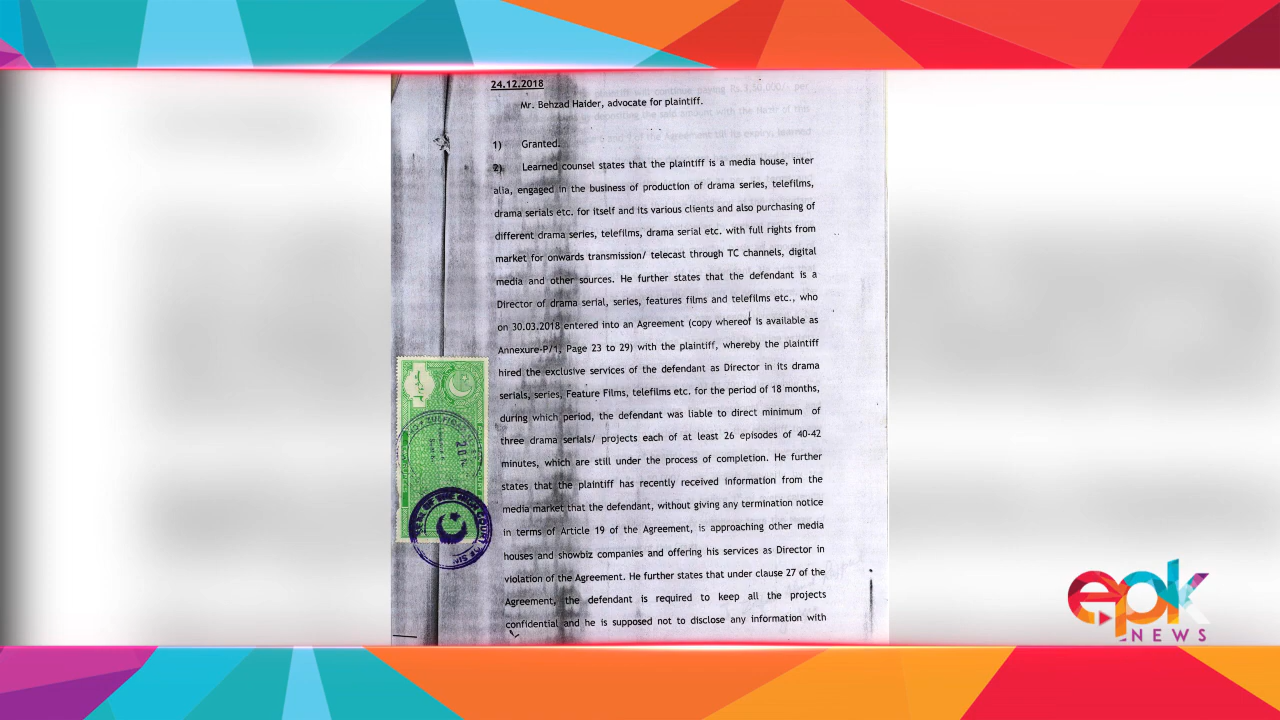 24.12.2018
Mr. Behzad Haider, advocate for plaintiff.
1) Granted.
2) Learned counsel states that the plaintiff is a media house, inter
alia, engaged in the business of production of drama series, telefilms,
drama serials etc. for itself and its various clients and also purchasing of
different drama series, telefilms, drama serial etc. with full rights from
market for onwards transmission/ telecast through TC channels, digital
media and other sources. He further states that the defendant is a
Director of drama serial, series, features films and telefilms etc., who
on 30.03.2018 entered into an Agreement (copy whereof is available as
Annexure-P/1, Page 23 to 29) with the plaintiff, whereby the plaintiff
hired the exclusive services of the defendant as Director in its drama
serials, series, Feature Films, telefilms etc. for the period of 18 months,
during which period, the defendant was liable to direct minimum of
three drama serials/ projects each of at least 26 episodes of 40-42
minutes, which are still under the process of completion. He further
states that the plaintiff has recently received information from the
media market that the defendant, without giving any termination notice
in terms of Article 19 of the Agreement, is approaching other media
houses and showbiz companies and offering his services as Director in
violation of the Agreement. He further states that under clause 27 of the
Agreement, the defendant is required to keep all the projects
confidential and he is supposed not to disclose any information with
epk
NEWS